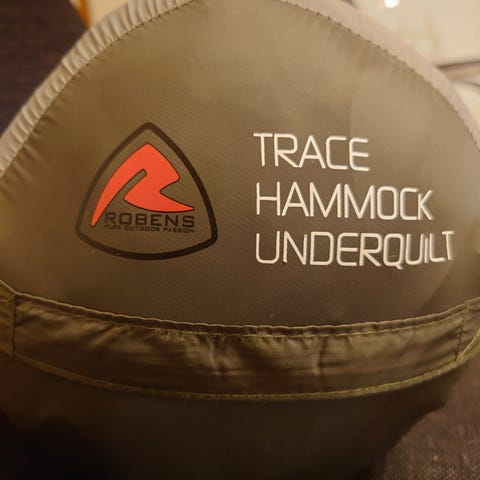 ROBENS
PURE OUTDOOR PASSION
TRACE
HAMMOCK
UNDERQUILT